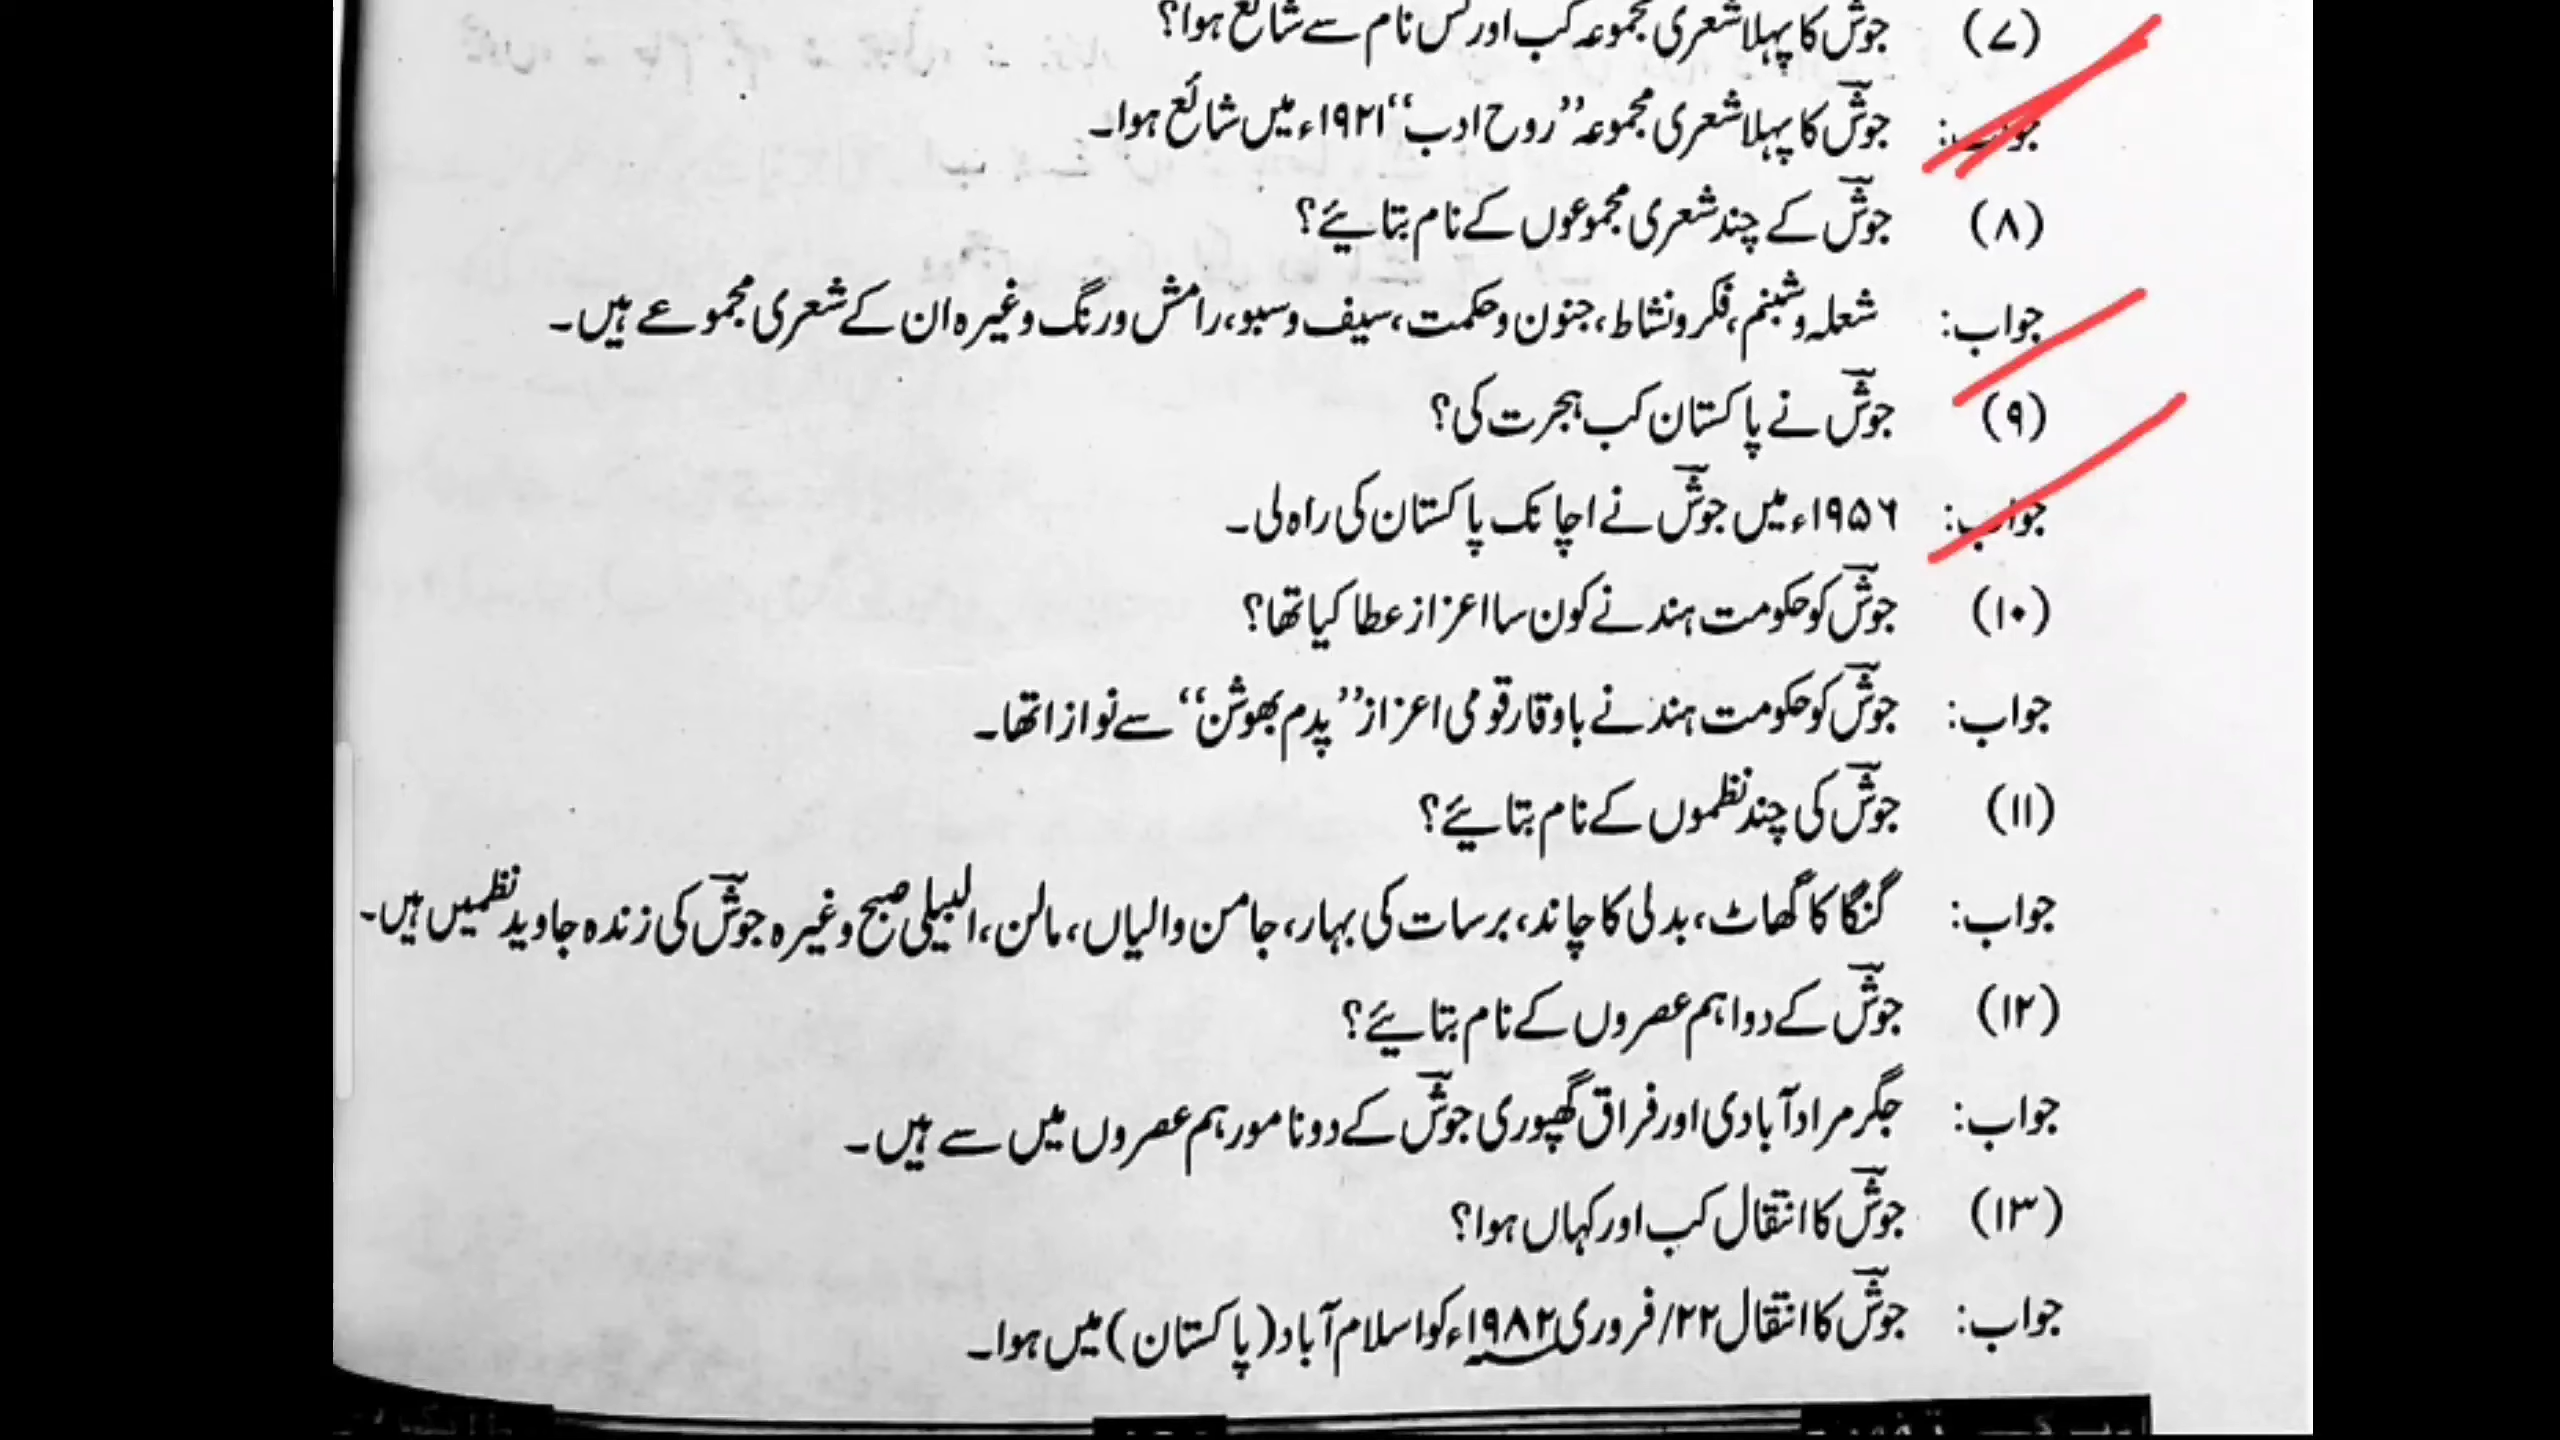 (۷) جوشؔ کا پہلا شعری مجموعہ کب اور کس نام سے شائع ہوا؟
جواب: جوشؔ کا پہلا شعری مجموعہ ”روح ادب“ ۱۹۲۱ء میں شائع ہوا۔
(۸) جوشؔ کے چند شعری مجموعوں کے نام بتائیے؟
جواب: شعلہ و شبنم، فکر و نشاط، جنون و حکمت، سیف و سبو، رامش و رنگ وغیرہ ان کے شعری مجموعے ہیں۔
(۹) جوشؔ نے پاکستان کب ہجرت کی؟
جواب: ۱۹۵۶ء میں جوشؔ نے اچانک پاکستان کی راہ لی۔
(۱۰) جوشؔ کو حکومت ہند نے کون سا اعزاز عطا کیا تھا؟
جواب: جوشؔ کو حکومت ہند نے باوقار قومی اعزاز ”پدم بھوشن“ سے نوازا تھا۔
(۱۱) جوشؔ کی چند نظموں کے نام بتائیے؟
جواب: گنگا کا گھاٹ، بدلی کا چاند، برسات کی بہار، جامن والیاں، مالن، البیلی صبح وغیرہ جوشؔ کی زندہ جاوید نظمیں ہیں۔
(۱۲) جوشؔ کے دو اہم عصروں کے نام بتائیے؟
جواب: جگر مرادآبادی اور فراق گھپوری جوشؔ کے دو نامور ہم عصروں میں سے ہیں۔
(۱۳) جوشؔ کا انتقال کب اور کہاں ہوا؟
جواب: جوشؔ کا انتقال ۲۲/فروری ۱۹۸۲ء کو اسلام آباد (پاکستان) میں ہوا۔